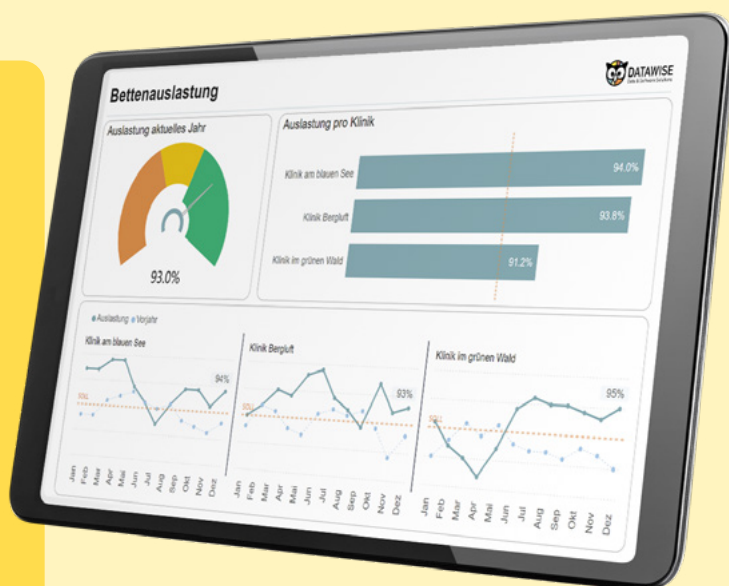 Bettenauslastung
DATAWISE
Data & Software Solutions
Auslastung aktuelles Jahr
93.0%
Auslastung pro Klinik
Klinik am blauen See
94.0%
Klinik Bergluft
93.8%
Klinik im grünen Wald
91.2%
Auslastung Vorjahr
Klinik am blauen See
94%
SOLL
Jan Feb Mar Apr Mai Jun Jul Aug Sep Okt Nov Dez
Klinik Bergluft
93%
SOLL
Jan Feb Mar Apr Mai Jun Jul Aug Sep Okt Nov Dez
Klinik im grünen Wald
95%
SOLL
Jan Feb Mar Apr Mai Jun Jul Aug Sep Okt Nov Dez